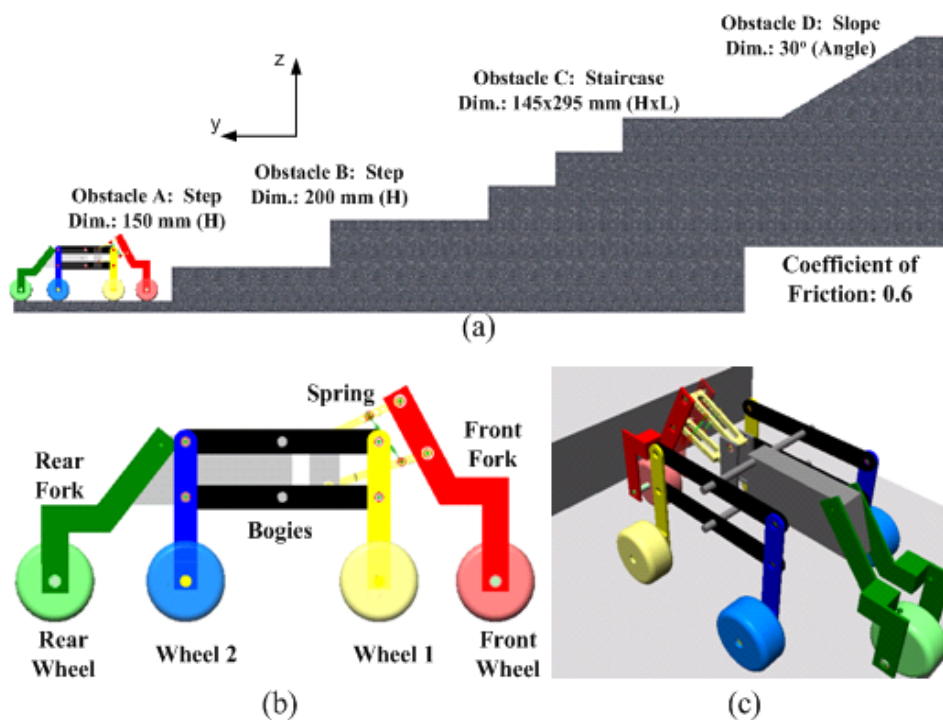 Obstacle D: Slope
Dim.: 30º (Angle)
Obstacle C: Staircase
Dim.: 145x295 mm (HxL)
z
y
Obstacle B: Step
Dim.: 200 mm (H)
Obstacle A: Step
Dim.: 150 mm (H)
Coefficient of
Friction: 0.6
(a)
Spring
Front
Fork
Rear
Fork
Bogies
Rear
Wheel
Wheel 2
Wheel 1
Front
Wheel
(b)
(c)